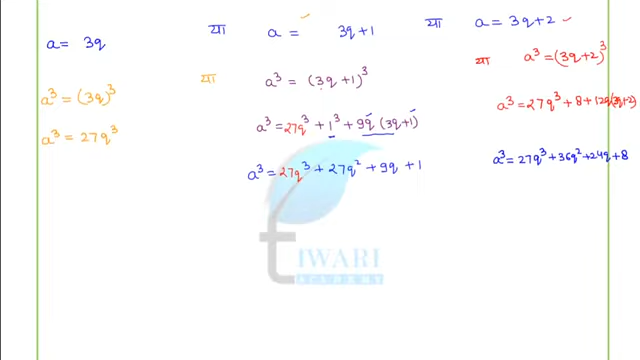 a = 3q या a = 3q+1 या a = 3q+2
a³ = (3q)³ या a³ = (3q+1)³ या a³ = (3q+2)³
a³ = 27q³ a³ = 27q³ + 1³ + 9q (3q+1) a³ = 27q³ + 8 + 12q(3q+2)
a³ = 27q³ + 27q² + 9q + 1 a³ = 27q³ + 36q² + 24q + 8
TIWARI
ACADEMY